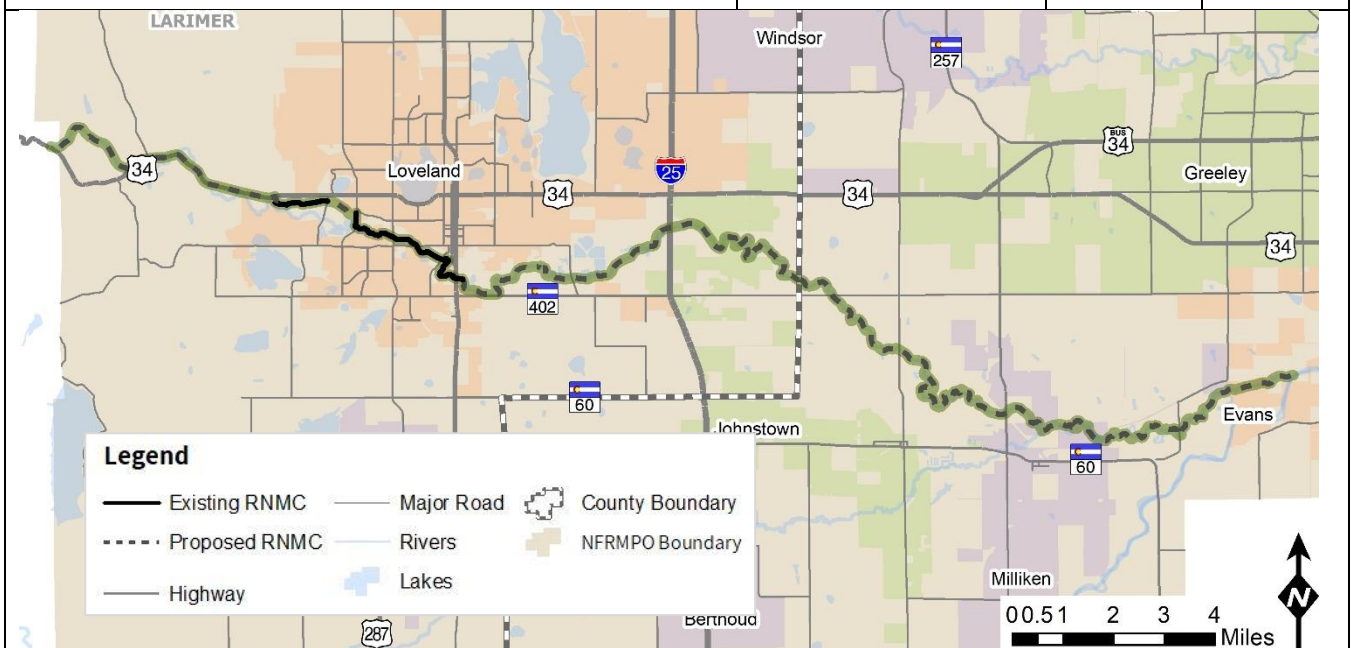 LARIMER
Windsor
257
BUS
34
34
Loveland
25
Greeley
34
34
34
402
60
Johnstown
Evans
60
Legend
Existing RNMC
Major Road
County Boundary
Proposed RNMC
Rivers
NFRMPO Boundary
Highway
Lakes
Milliken
287
Berthoud
N
0 0.5 1 2 3 4
Miles